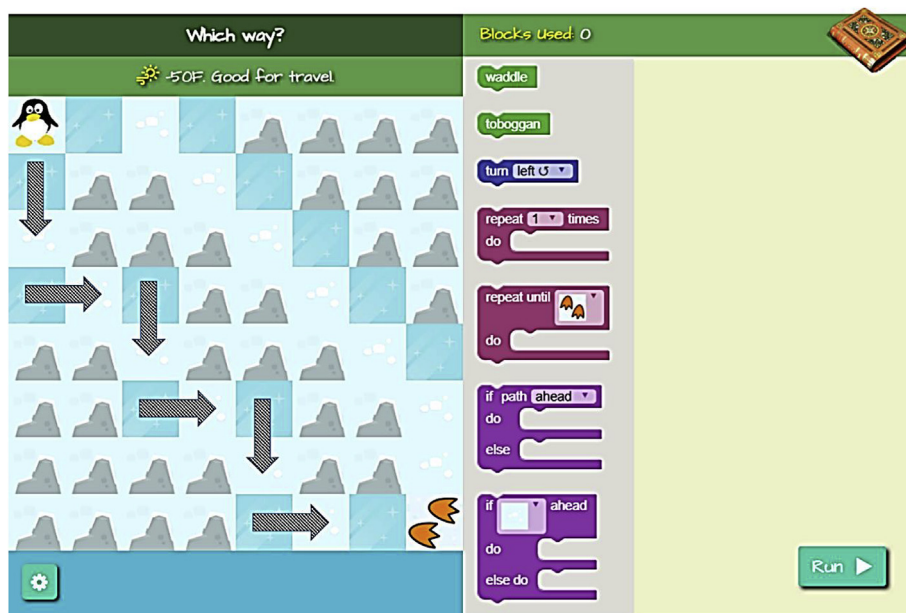 Which way?
Blocks Used: 0
-50F. Good for travel.
waddle
toboggan
turn left ↺
repeat 1 times
do
repeat until
do
if path ahead
do
else
if ahead
do
else do
Run